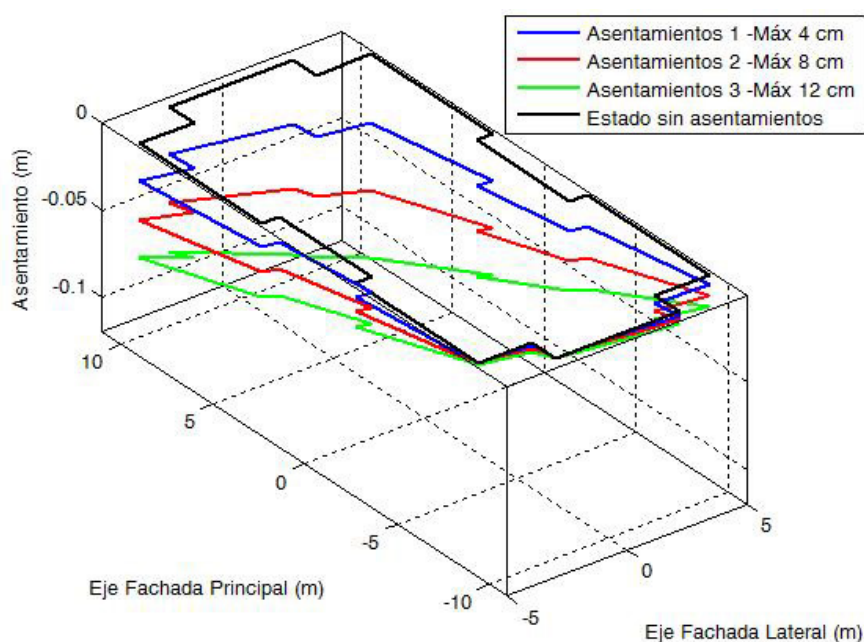 Asentamientos 1 -Máx 4 cm
Asentamientos 2 -Máx 8 cm
Asentamientos 3 -Máx 12 cm
Estado sin asentamientos
0
-0.05
-0.1
Asentamiento (m)
10
5
0
-5
-10
Eje Fachada Principal (m)
-5
0
5
Eje Fachada Lateral (m)